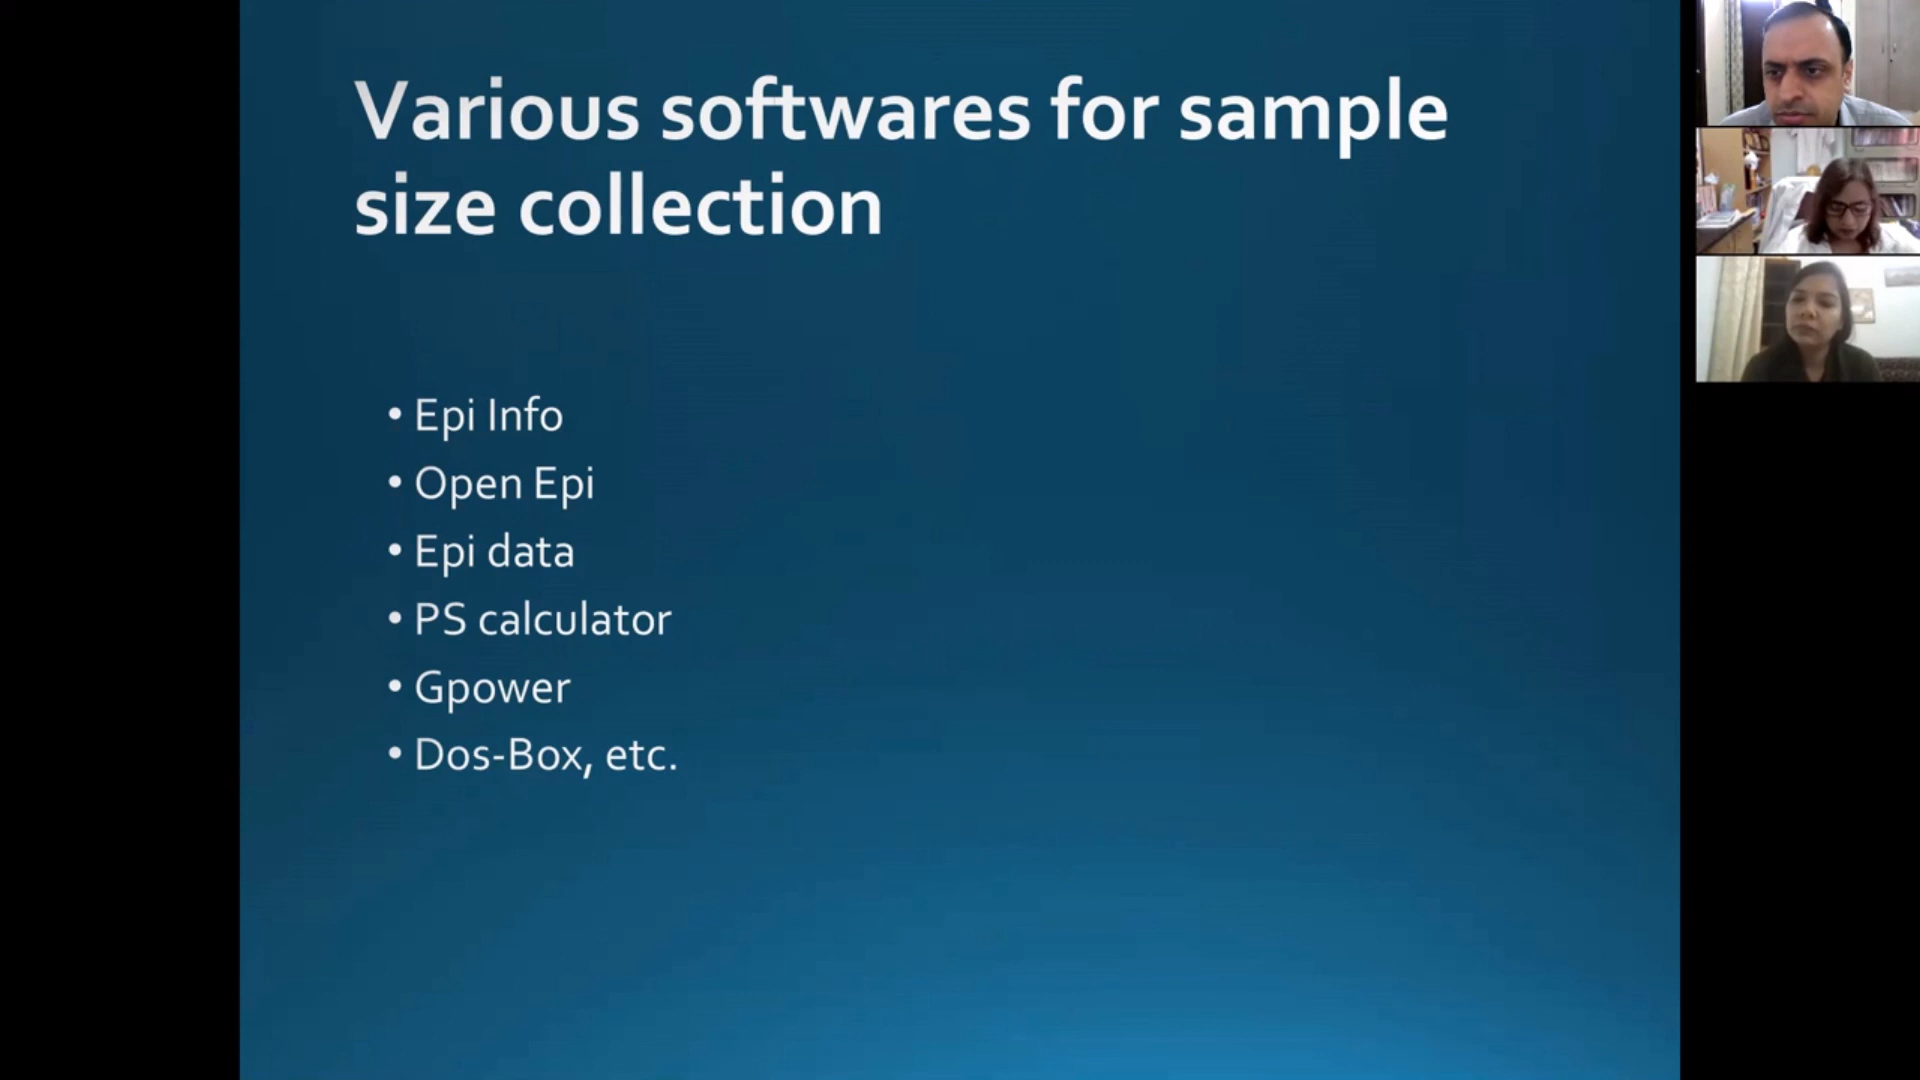 Various softwares for sample
size collection
• Epi Info
• Open Epi
• Epi data
• PS calculator
• Gpower
• Dos-Box, etc.